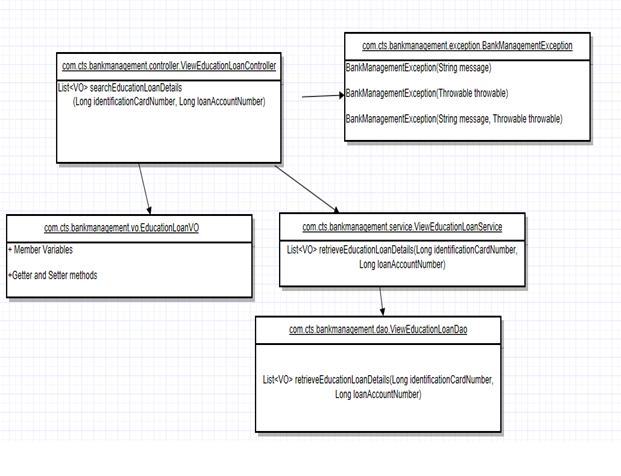 com.cts.bankmanagement.exception.BankManagementException
BankManagementException(String message)
BankManagementException(Throwable throwable)
BankManagementException(String message, Throwable throwable)
com.cts.bankmanagement.controller.ViewEducationLoanController
List<VO> searchEducationLoanDetails
(Long identificationCardNumber, Long loanAccountNumber)
com.cts.bankmanagement.vo.EducationLoanVO
+ Member Variables
+Getter and Setter methods
com.cts.bankmanagement.service.ViewEducationLoanService
List<VO> retrieveEducationLoanDetails(Long identificationCardNumber,
Long loanAccountNumber)
com.cts.bankmanagement.dao.ViewEducationLoanDao
List<VO> retrieveEducationLoanDetails(Long identificationCardNumber,
Long loanAccountNumber)